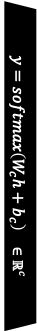 y = softmax(W_c h + b_c) ∈ ℝ^c